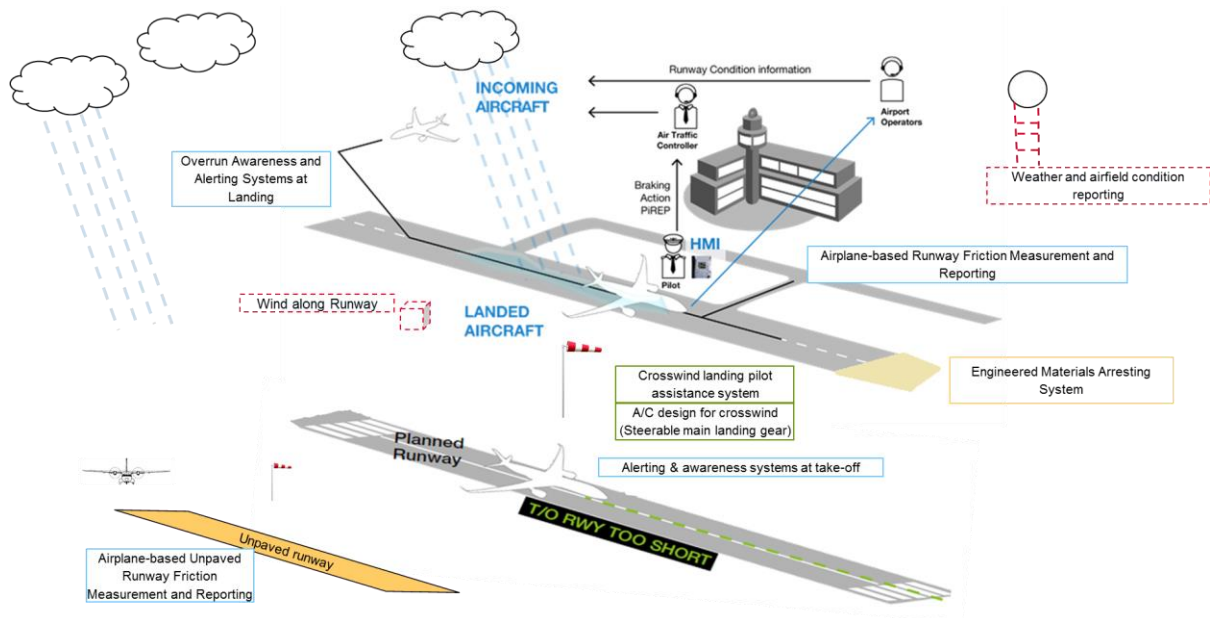 Runway Condition information
INCOMING
AIRCRAFT
Airport
Operators
Air Traffic
Controller
Overrun Awareness and
Alerting Systems at
Landing
Weather and airfield condition
reporting
Braking
Action
PiREP
HMI
Pilot
Airplane-based Runway Friction Measurement and
Reporting
Wind along Runway
LANDED
AIRCRAFT
Crosswind landing pilot
assistance system
A/C design for crosswind
(Steerable main landing gear)
Engineered Materials Arresting
System
Planned
Runway
Alerting & awareness systems at take-off
T/O RWY TOO SHORT
Unpaved runway
Airplane-based Unpaved
Runway Friction
Measurement and Reporting